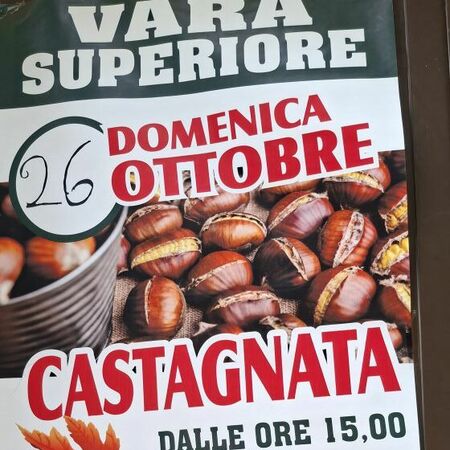 VARA
SUPERIORE
26 DOMENICA
OTTOBRE
CASTAGNATA
DALLE ORE 15,00